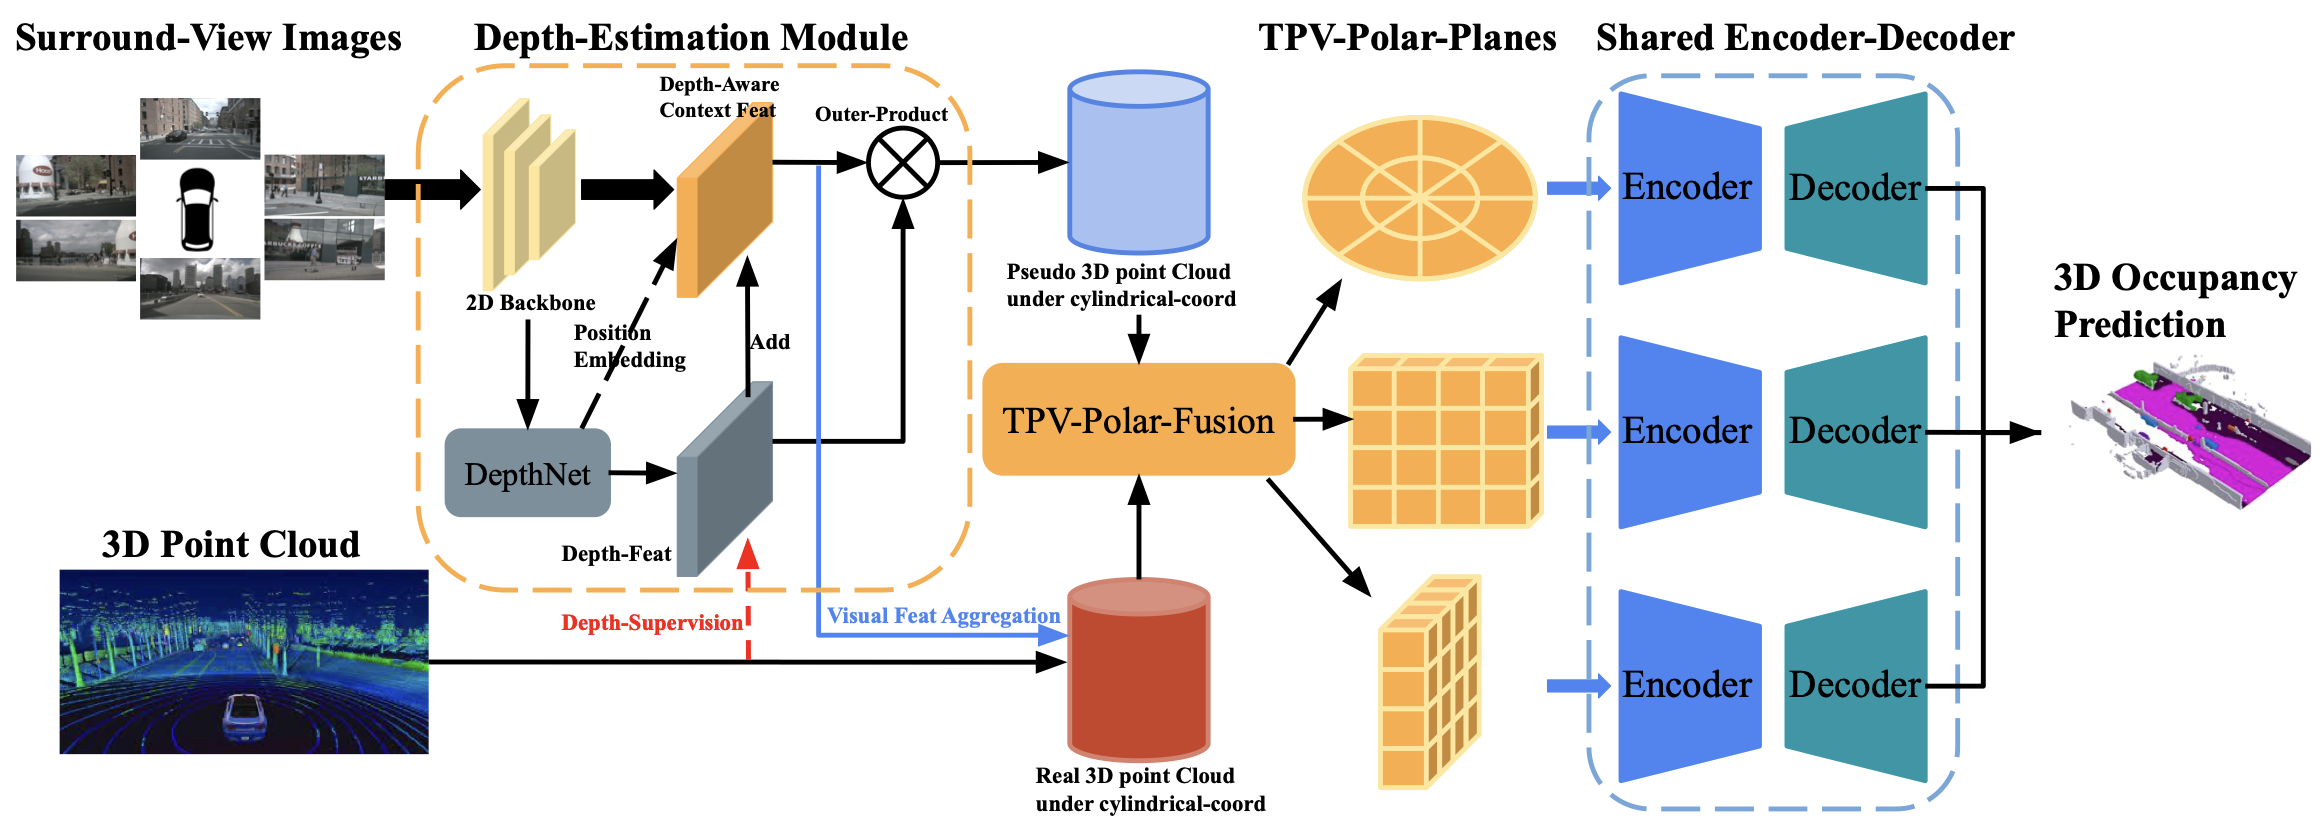 Surround-View Images
Depth-Estimation Module
TPV-Polar-Planes
Shared Encoder-Decoder
Depth-Aware
Context Feat
Outer-Product
2D Backbone
Position
Embedding
Add
DepthNet
Depth-Feat
3D Point Cloud
Depth-Supervision
Visual Feat Aggregation
Pseudo 3D point Cloud
under cylindrical-coord
TPV-Polar-Fusion
Real 3D point Cloud
under cylindrical-coord
Encoder
Decoder
Encoder
Decoder
Encoder
Decoder
3D Occupancy
Prediction